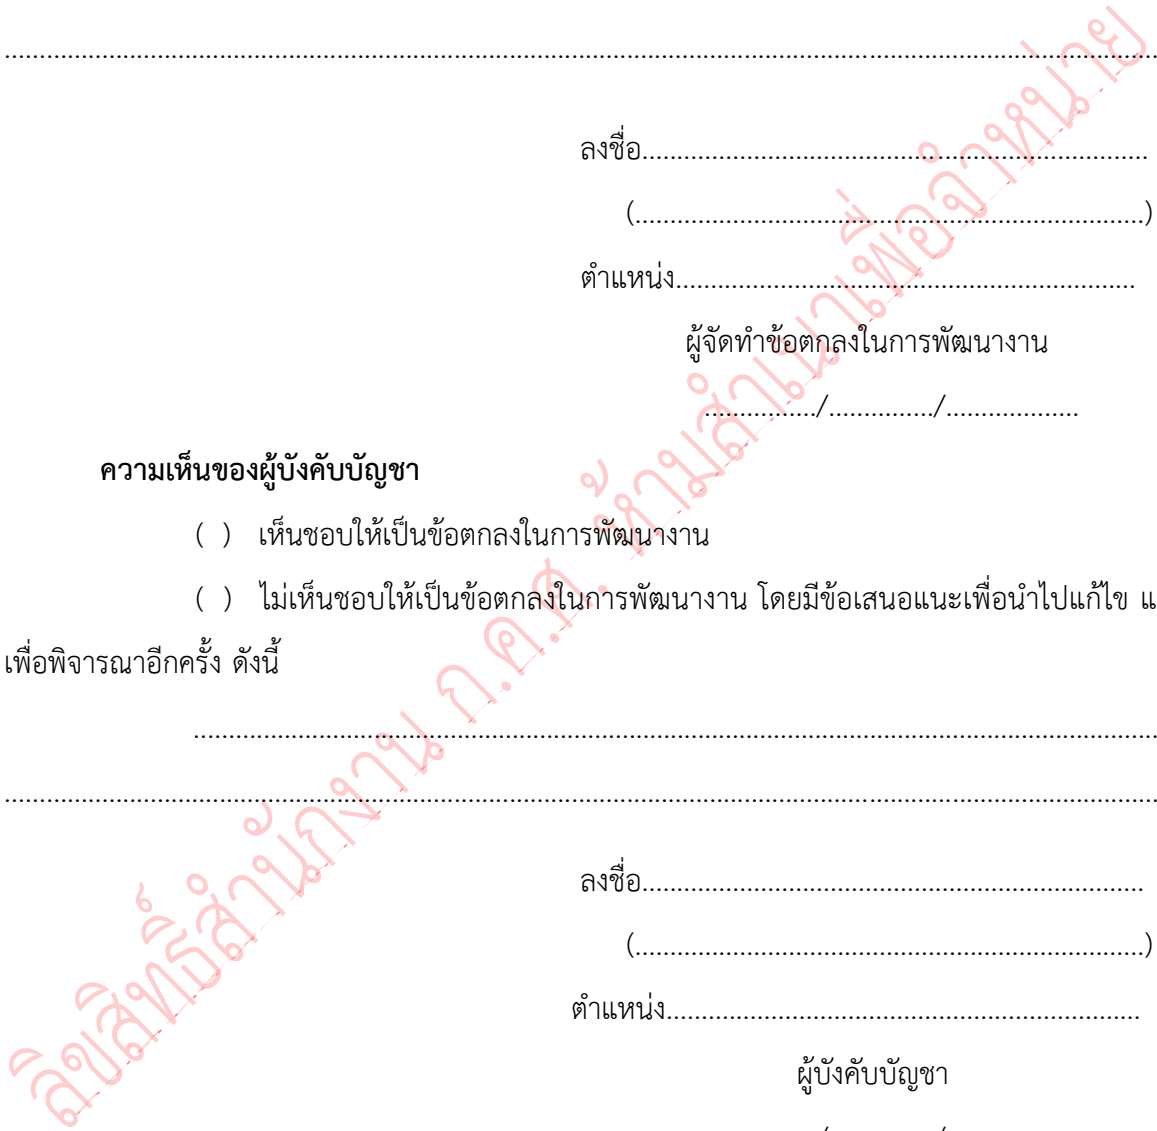 ................................................................................................................................................................
ลงชื่อ........................................................................
(.........................................................................)
ตำแหน่ง..................................................................
ผู้จัดทำข้อตกลงในการพัฒนางาน
................/.............../...................
ความเห็นของผู้บังคับบัญชา
( ) เห็นชอบให้เป็นข้อตกลงในการพัฒนางาน
( ) ไม่เห็นชอบให้เป็นข้อตกลงในการพัฒนางาน โดยมีข้อเสนอแนะเพื่อนำไปแก้ไข แ
เพื่อพิจารณาอีกครั้ง ดังนี้
..........................................................................................................................................
................................................................................................................................................................
ลงชื่อ........................................................................
(.........................................................................)
ตำแหน่ง....................................................................
ผู้บังคับบัญชา
ลิขสิทธิ์สำนักงาน ก.ค.ศ. ห้ามสำเนาเพื่อจำหน่าย